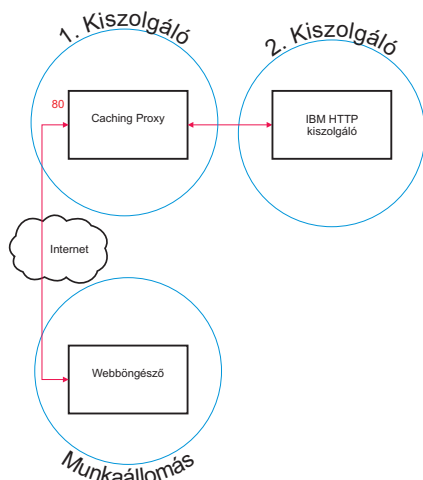 1. Kiszolgáló
2. Kiszolgáló
80
Caching Proxy
IBM HTTP
kiszolgáló
Internet
Webböngésző
Munkaállomás